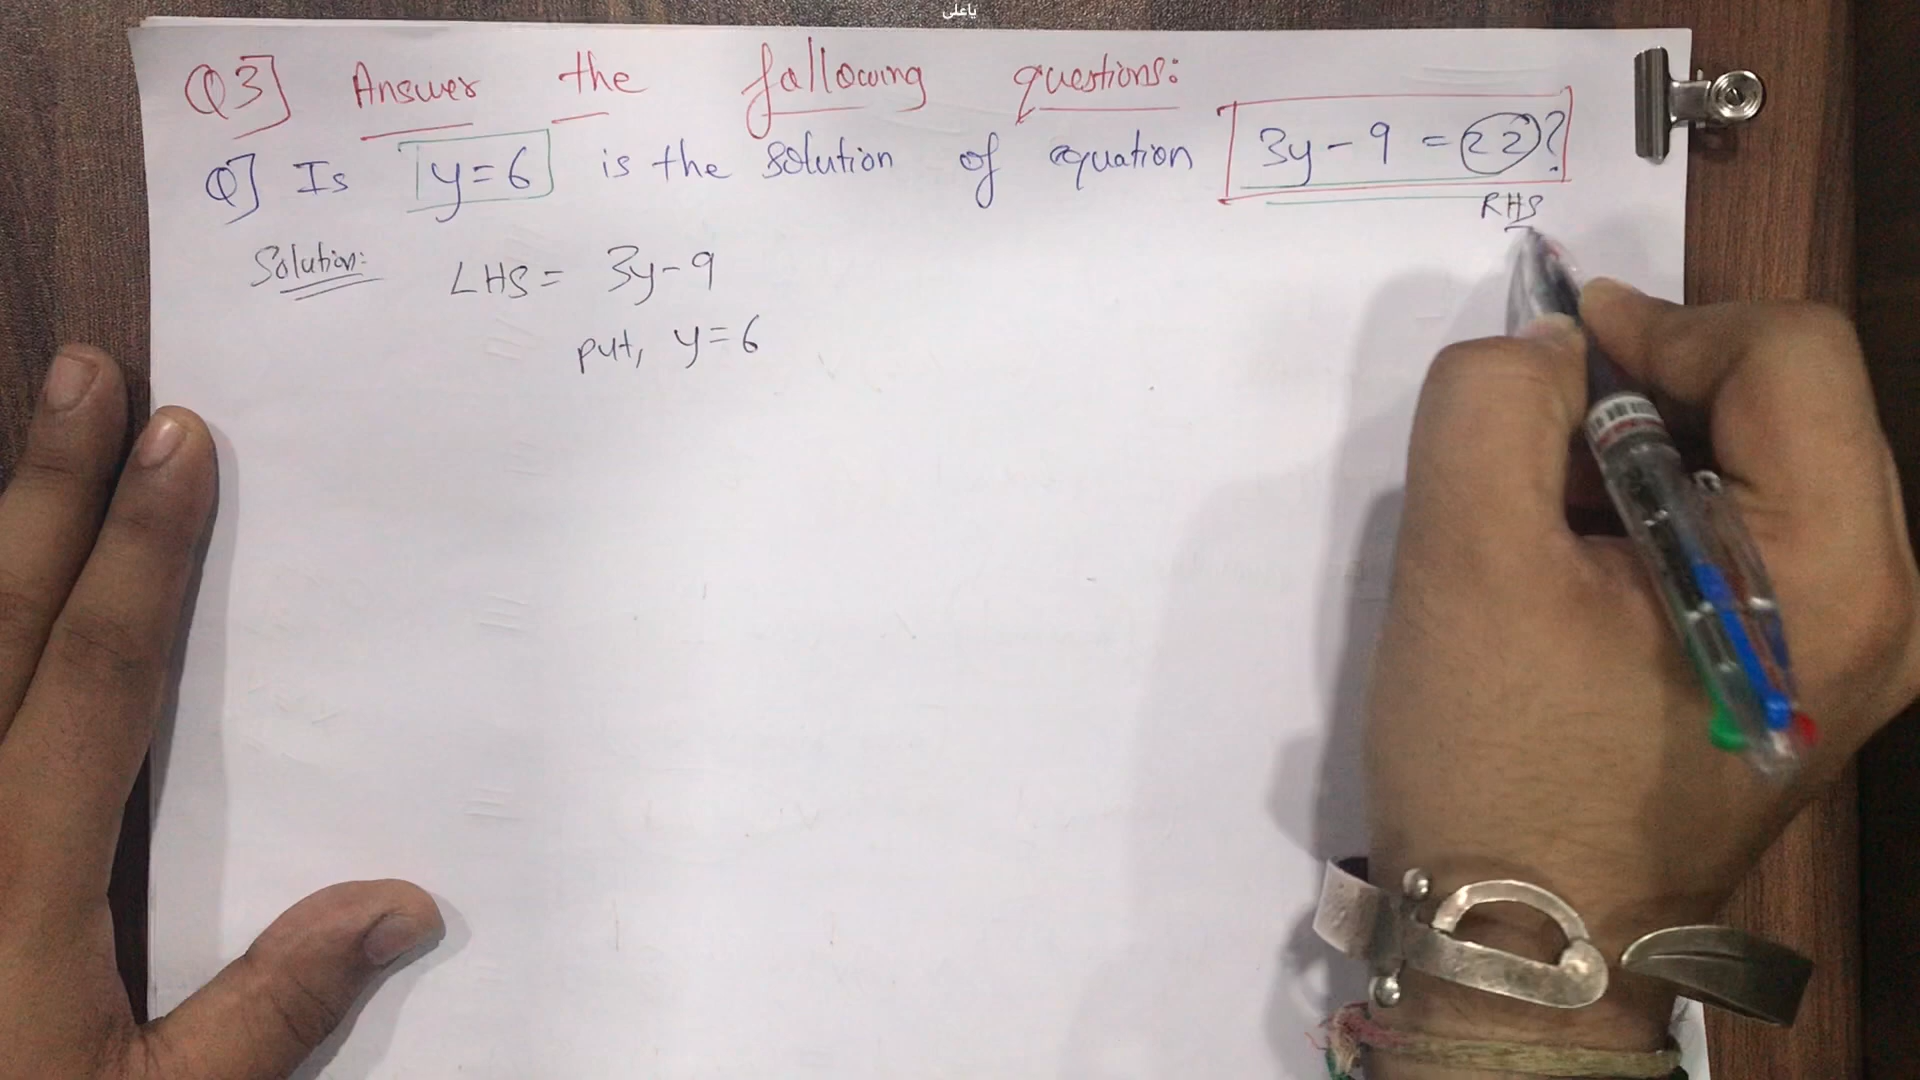 ياعلى
Q3] Answer the following questions:
Q] Is y=6 is the solution of equation 3y-9=22?
RHS
Solution: LHS= 3y-9
put, y=6